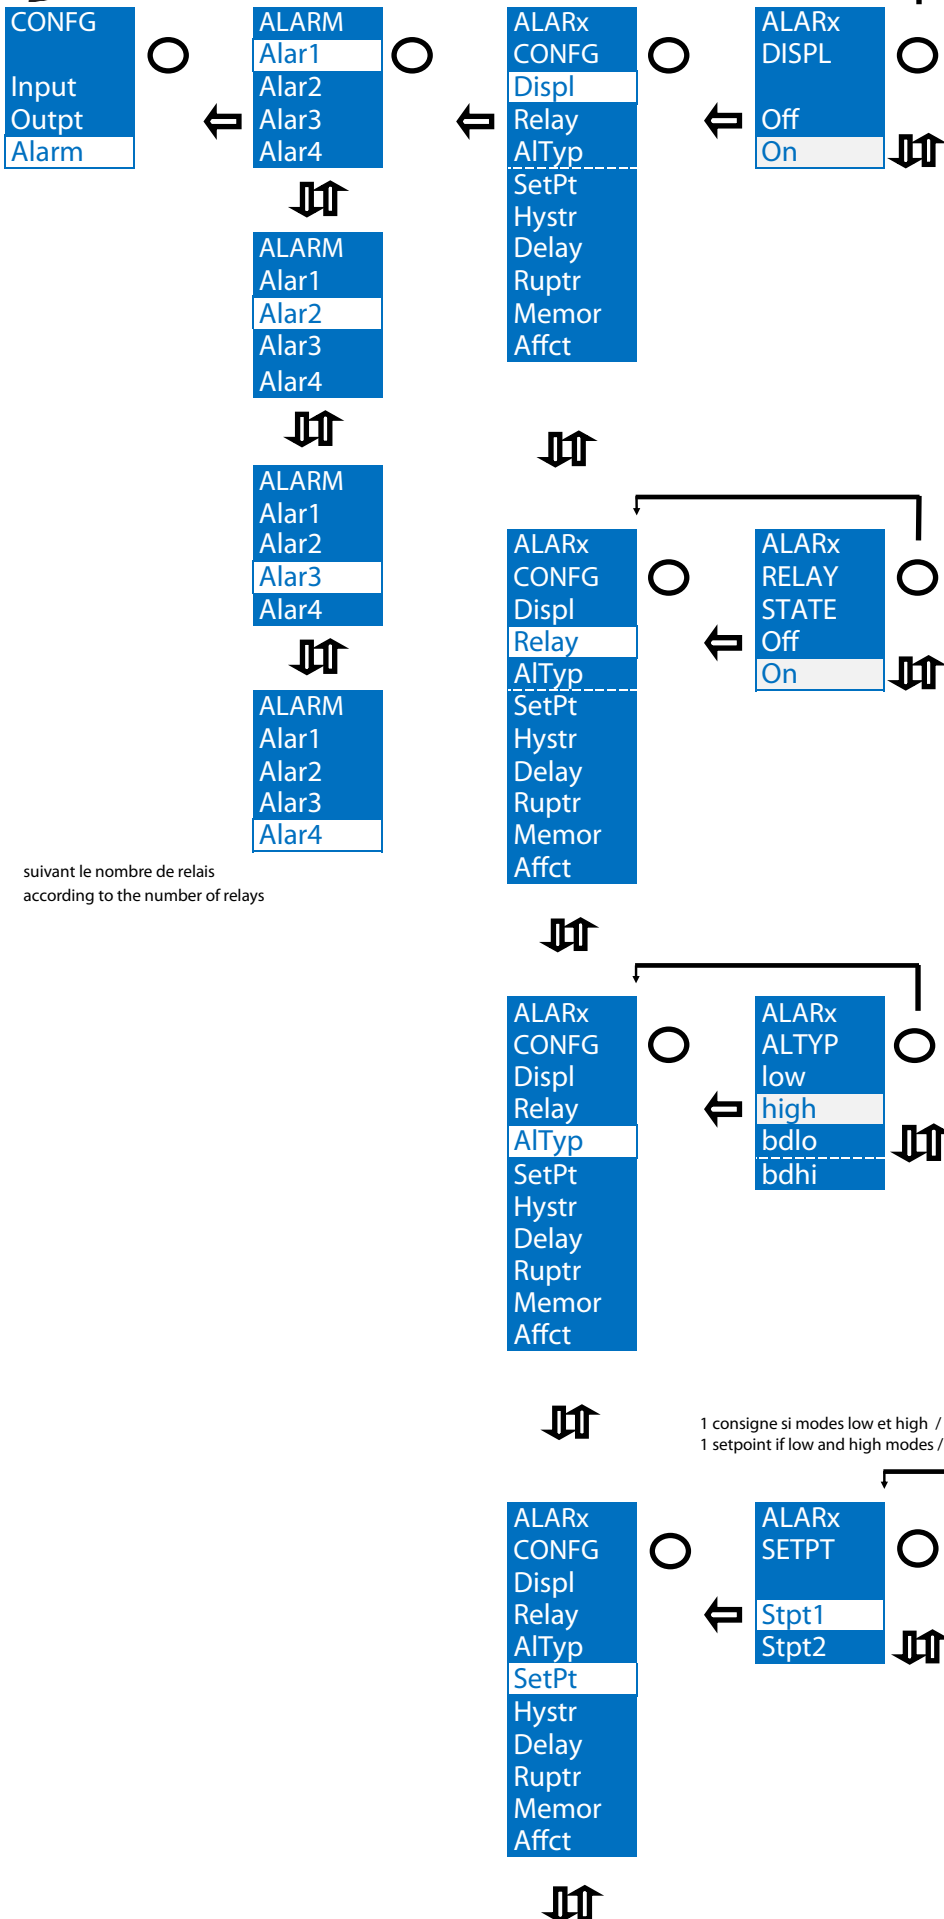 CONFG
Input
Outpt
Alarm
ALARM
Alar1
Alar2
Alar3
Alar4
ALARx
CONFG
Displ
Relay
AlTyp
SetPt
Hystr
Delay
Ruptr
Memor
Affct
ALARx
DISPL
Off
On
ALARM
Alar1
Alar2
Alar3
Alar4
ALARM
Alar1
Alar2
Alar3
Alar4
ALARM
Alar1
Alar2
Alar3
Alar4
suivant le nombre de relais
according to the number of relays
ALARx
CONFG
Displ
Relay
AlTyp
SetPt
Hystr
Delay
Ruptr
Memor
Affct
ALARx
RELAY
STATE
Off
On
ALARx
CONFG
Displ
Relay
AlTyp
SetPt
Hystr
Delay
Ruptr
Memor
Affct
ALARx
ALTYP
low
high
bdlo
bdhi
1 consigne si modes low et high /
1 setpoint if low and high modes /
ALARx
CONFG
Displ
Relay
AlTyp
SetPt
Hystr
Delay
Ruptr
Memor
Affct
ALARx
SETPT
Stpt1
Stpt2